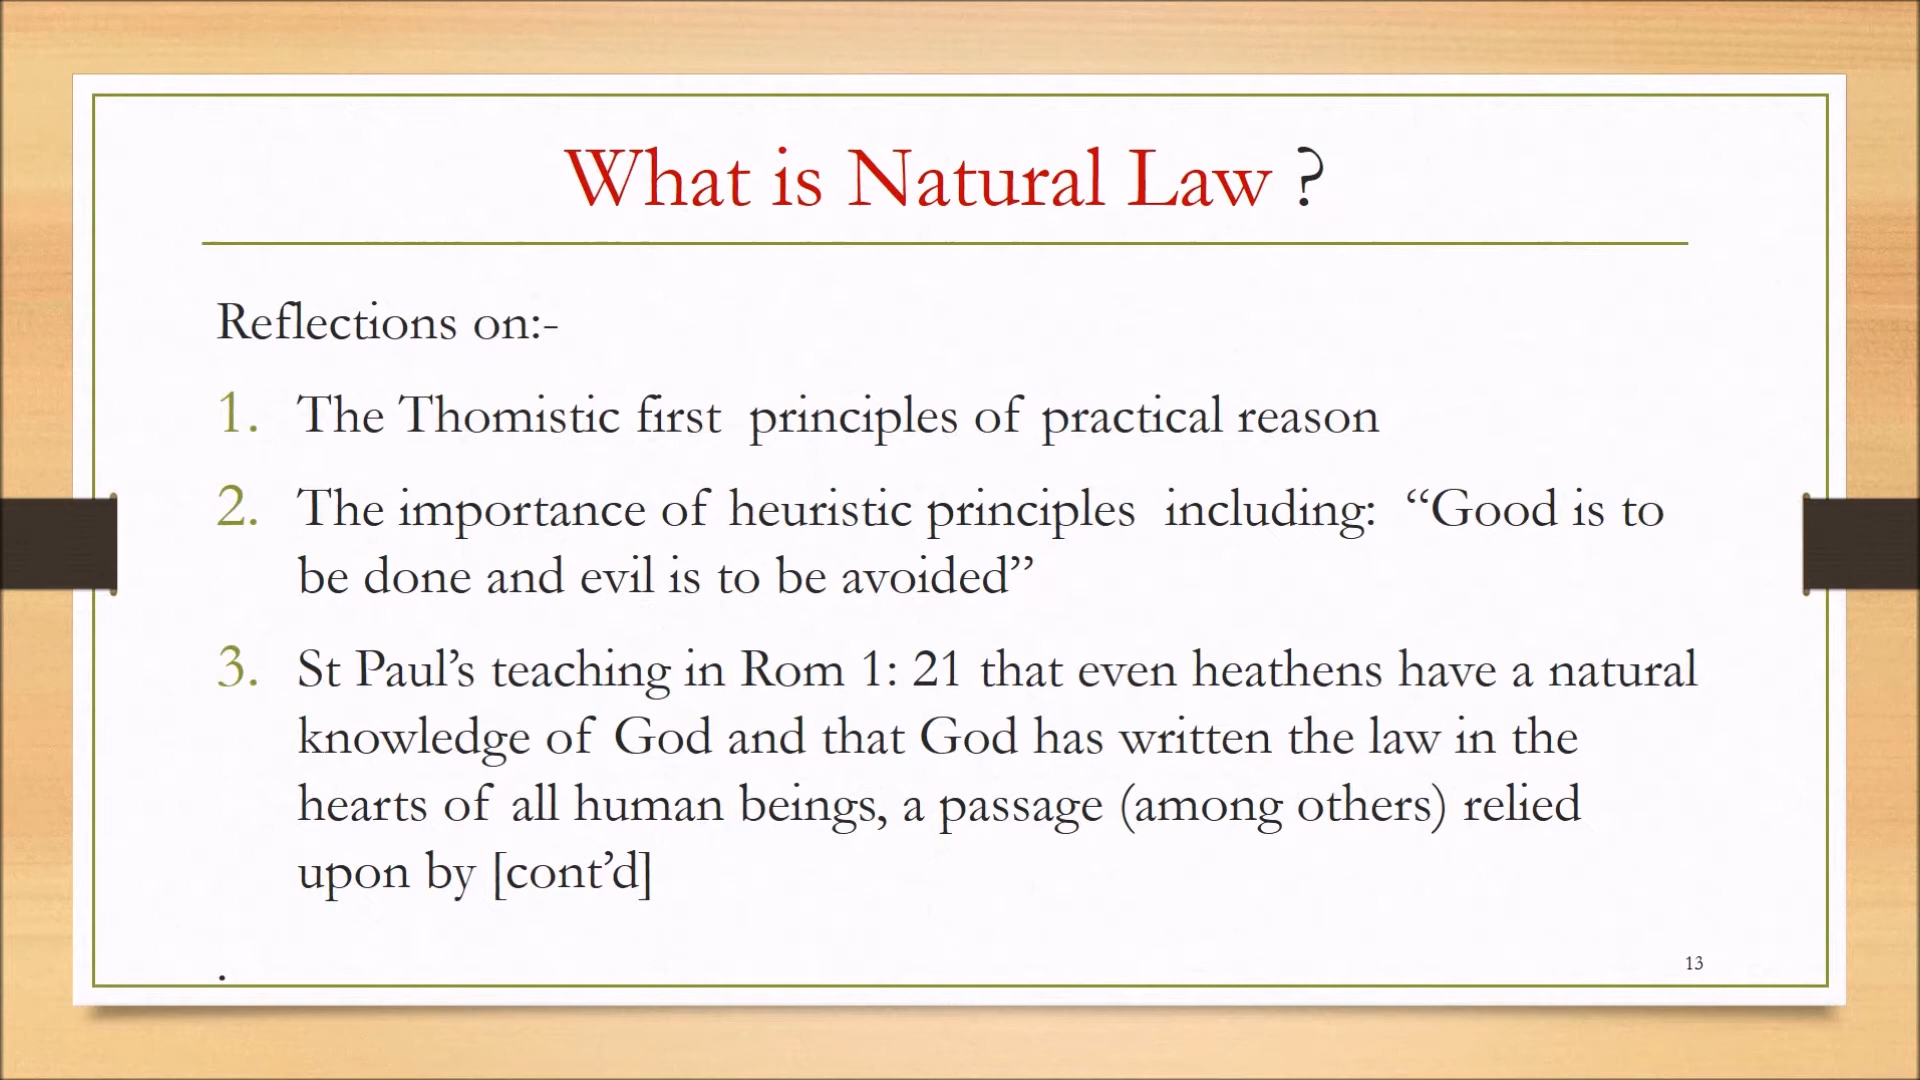 What is Natural Law ?
Reflections on:-
1. The Thomistic first principles of practical reason
2. The importance of heuristic principles including: “Good is to
be done and evil is to be avoided”
3. St Paul’s teaching in Rom 1: 21 that even heathens have a natural
knowledge of God and that God has written the law in the
hearts of all human beings, a passage (among others) relied
upon by [cont’d]
.
13